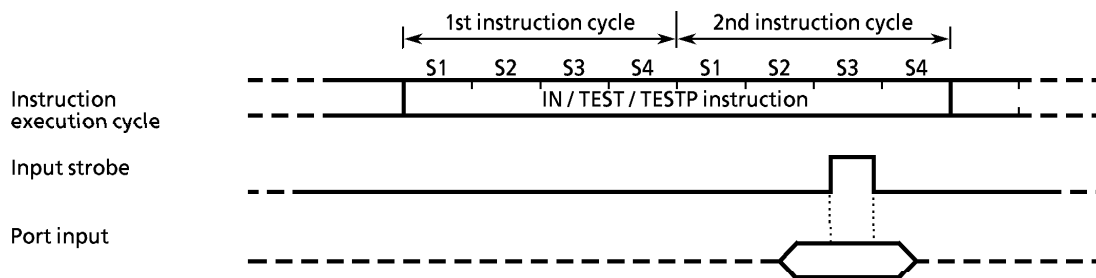 1st instruction cycle 2nd instruction cycle
S1 S2 S3 S4 S1 S2 S3 S4
Instruction
execution cycle
IN / TEST / TESTP instruction
Input strobe
Port input